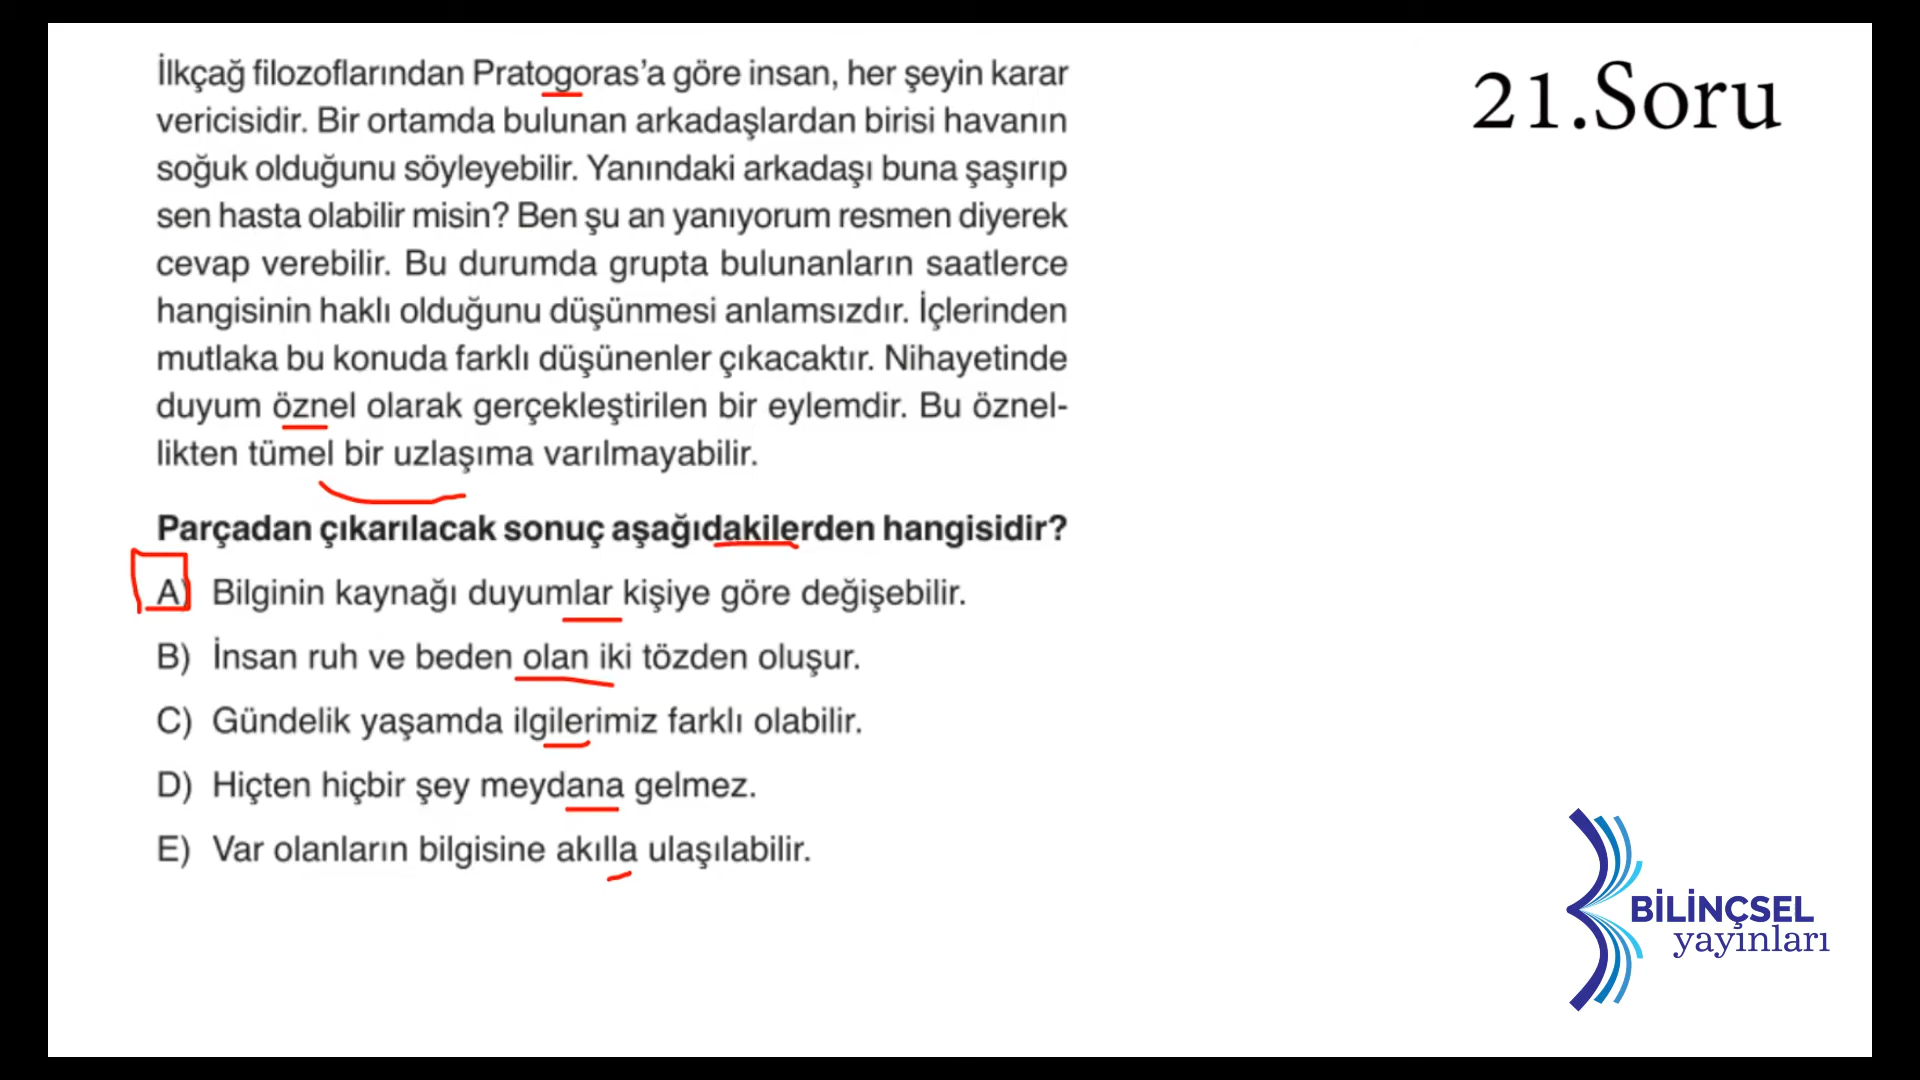 İlkçağ filozoflarından Pratogoras’a göre insan, her şeyin karar
vericisidir. Bir ortamda bulunan arkadaşlardan birisi havanın
soğuk olduğunu söyleyebilir. Yanındaki arkadaşı buna şaşırıp
sen hasta olabilir misin? Ben şu an yanıyorum resmen diyerek
cevap verebilir. Bu durumda grupta bulunanların saatlerce
hangisinin haklı olduğunu düşünmesi anlamsızdır. İçlerinden
mutlaka bu konuda farklı düşünenler çıkacaktır. Nihayetinde
duyum öznel olarak gerçekleştirilen bir eylemdir. Bu öznel-
likten tümel bir uzlaşıma varılmayabilir.
Parçadan çıkarılacak sonuç aşağıdakilerden hangisidir?
A) Bilginin kaynağı duyumlar kişiye göre değişebilir.
B) İnsan ruh ve beden olan iki tözden oluşur.
C) Gündelik yaşamda ilgilerimiz farklı olabilir.
D) Hiçten hiçbir şey meydana gelmez.
E) Var olanların bilgisine akılla ulaşılabilir.
21.Soru
BİLİNÇSEL
yayınları